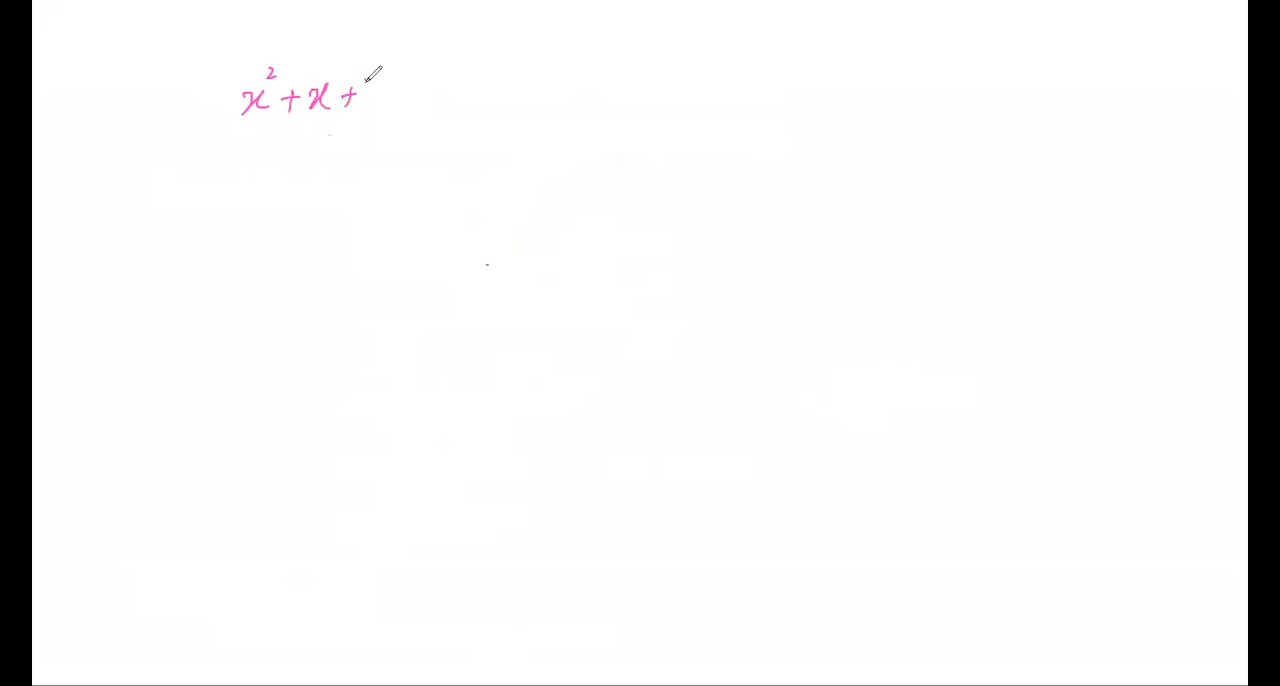 x² + x +